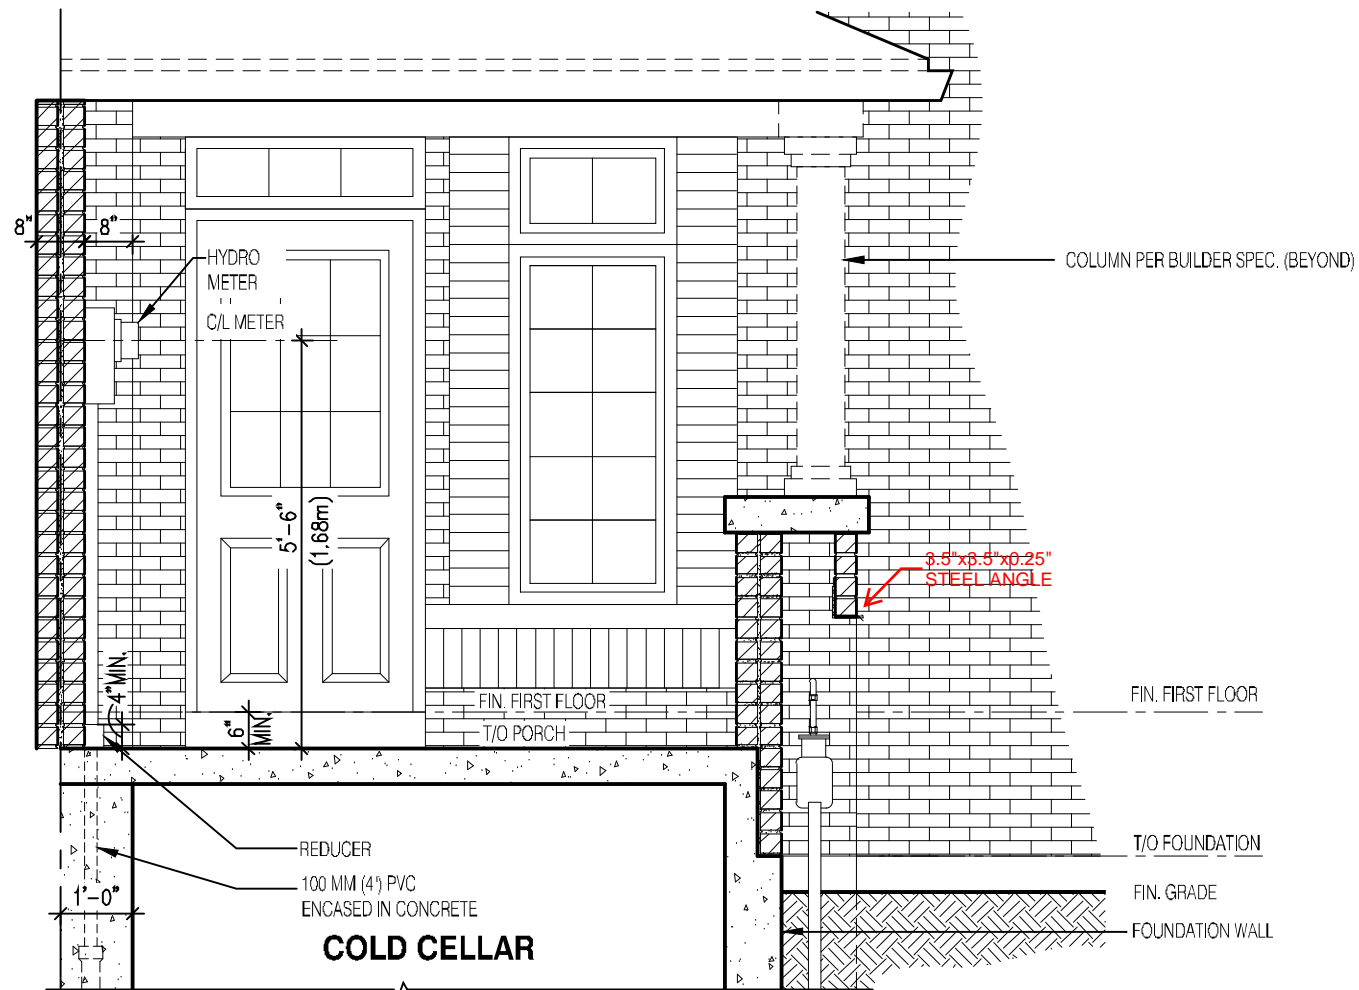 8"
8"
HYDRO
METER
C/L METER
COLUMN PER BUILDER SPEC. (BEYOND)
5'-6"
(1.68m)
3.5"x3.5"x0.25"
STEEL ANGLE
4" MIN.
6"
MIN.
FIN. FIRST FLOOR
T/O PORCH
FIN. FIRST FLOOR
REDUCER
100 MM (4") PVC
ENCASED IN CONCRETE
1'-0"
COLD CELLAR
T/O FOUNDATION
FIN. GRADE
FOUNDATION WALL